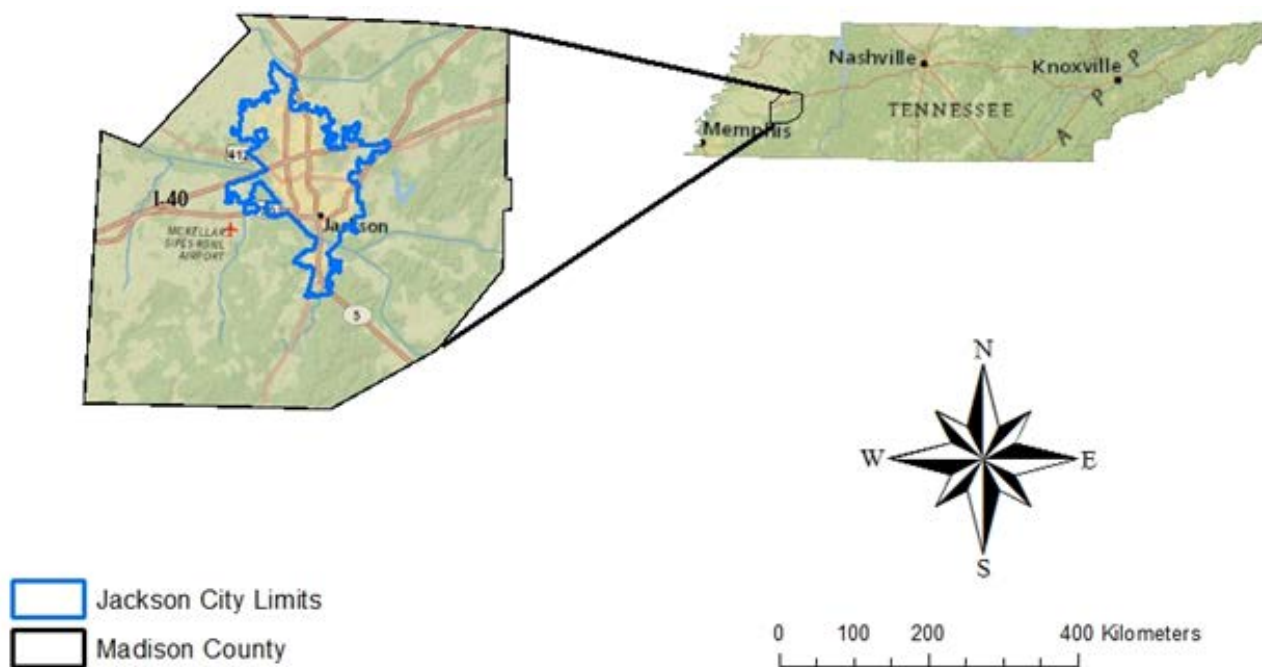 Nashville
Knoxville
TENNESSEE
Memphis
A
P
P
412
I-40
MCKELLAR
SIPES RGNL
AIRPORT
Jackson
5
N
W
E
S
Jackson City Limits
Madison County
0 100 200 400 Kilometers